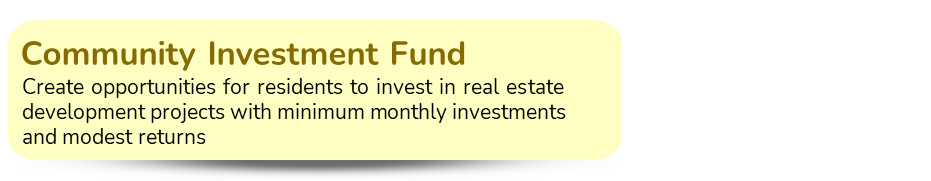 Community Investment Fund
Create opportunities for residents to invest in real estate
development projects with minimum monthly investments
and modest returns